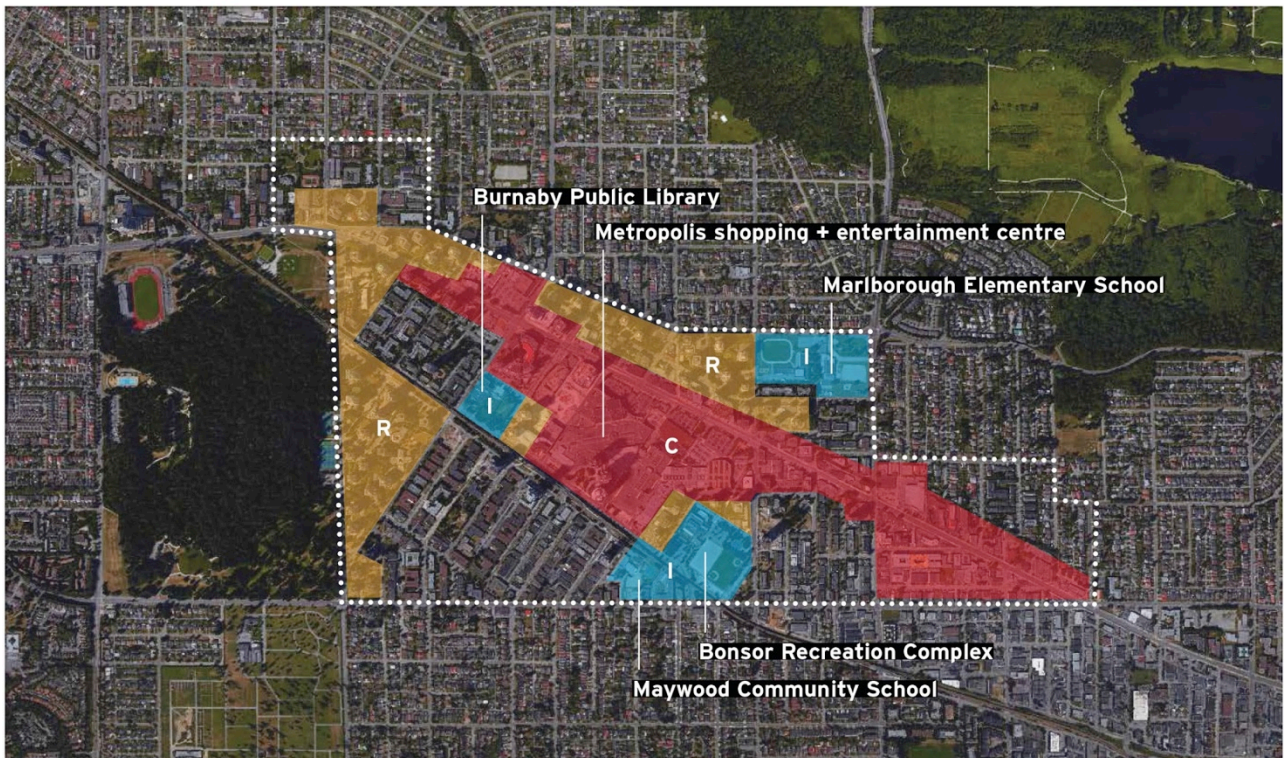 Burnaby Public Library
Metropolis shopping + entertainment centre
Marlborough Elementary School
I
R
I
R
C
I
Bonsor Recreation Complex
Maywood Community School